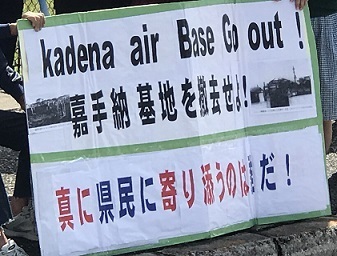 kadena air Base Go out !
嘉手納基地を撤去せよ!
真に県民に寄り添うのは だ!